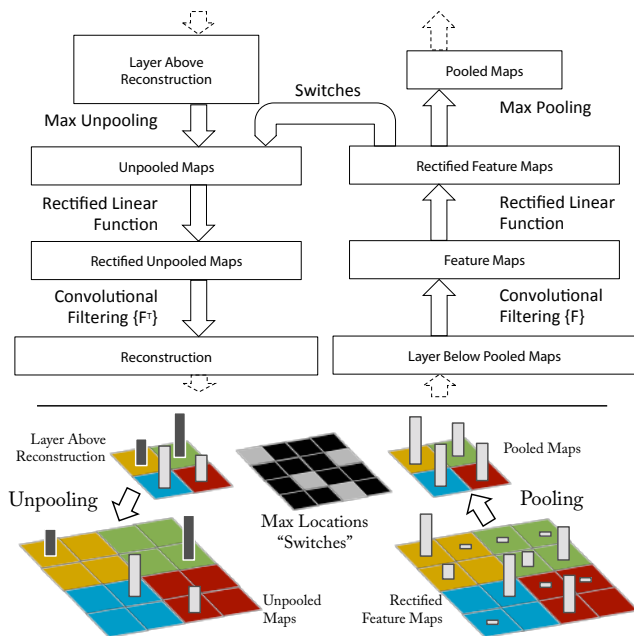 Layer Above
Reconstruction
Pooled Maps
Switches
Max Unpooling
Max Pooling
Unpooled Maps
Rectified Feature Maps
Rectified Linear
Function
Rectified Linear
Function
Rectified Unpooled Maps
Feature Maps
Convolutional
Filtering {Fᵀ}
Convolutional
Filtering {F}
Reconstruction
Layer Below Pooled Maps
Layer Above
Reconstruction
Pooled Maps
Unpooling
Max Locations
“Switches”
Pooling
Unpooled
Maps
Rectified
Feature Maps